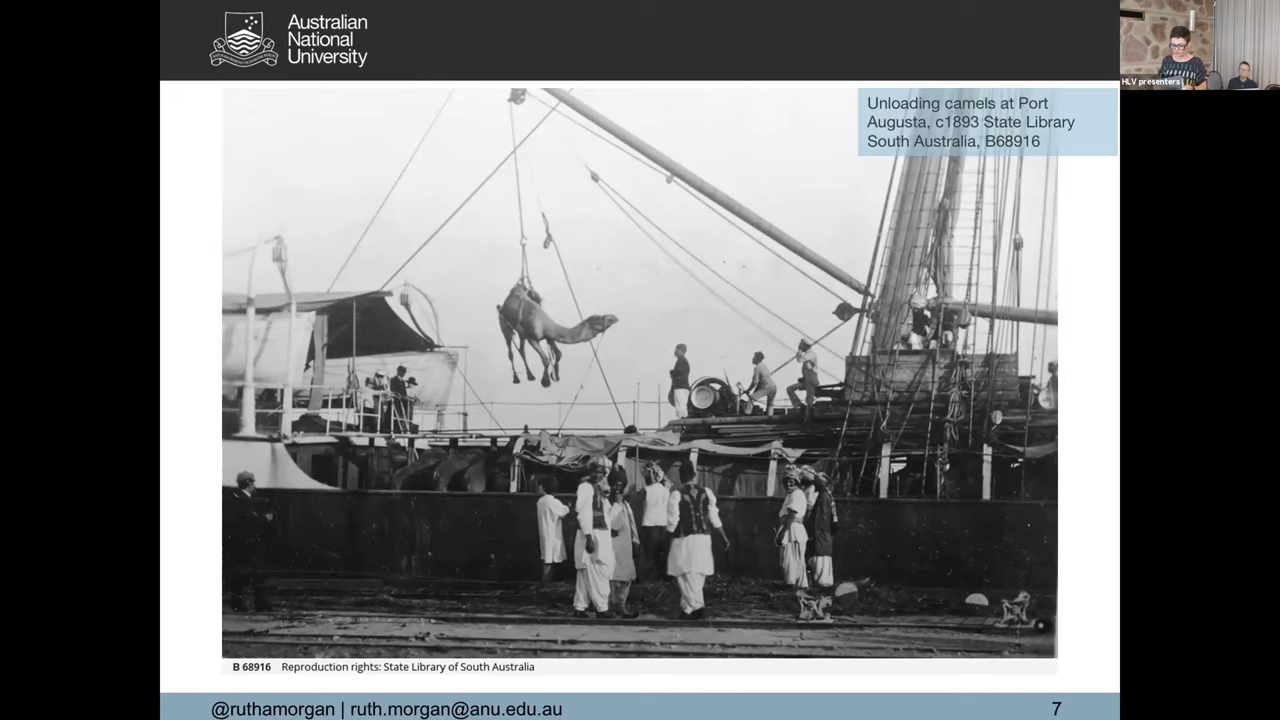 Australian
National
University
HLV presenters
Unloading camels at Port
Augusta, c1893 State Library
South Australia, B68916
B 68916 Reproduction rights: State Library of South Australia
@ruthamorgan | ruth.morgan@anu.edu.au
7